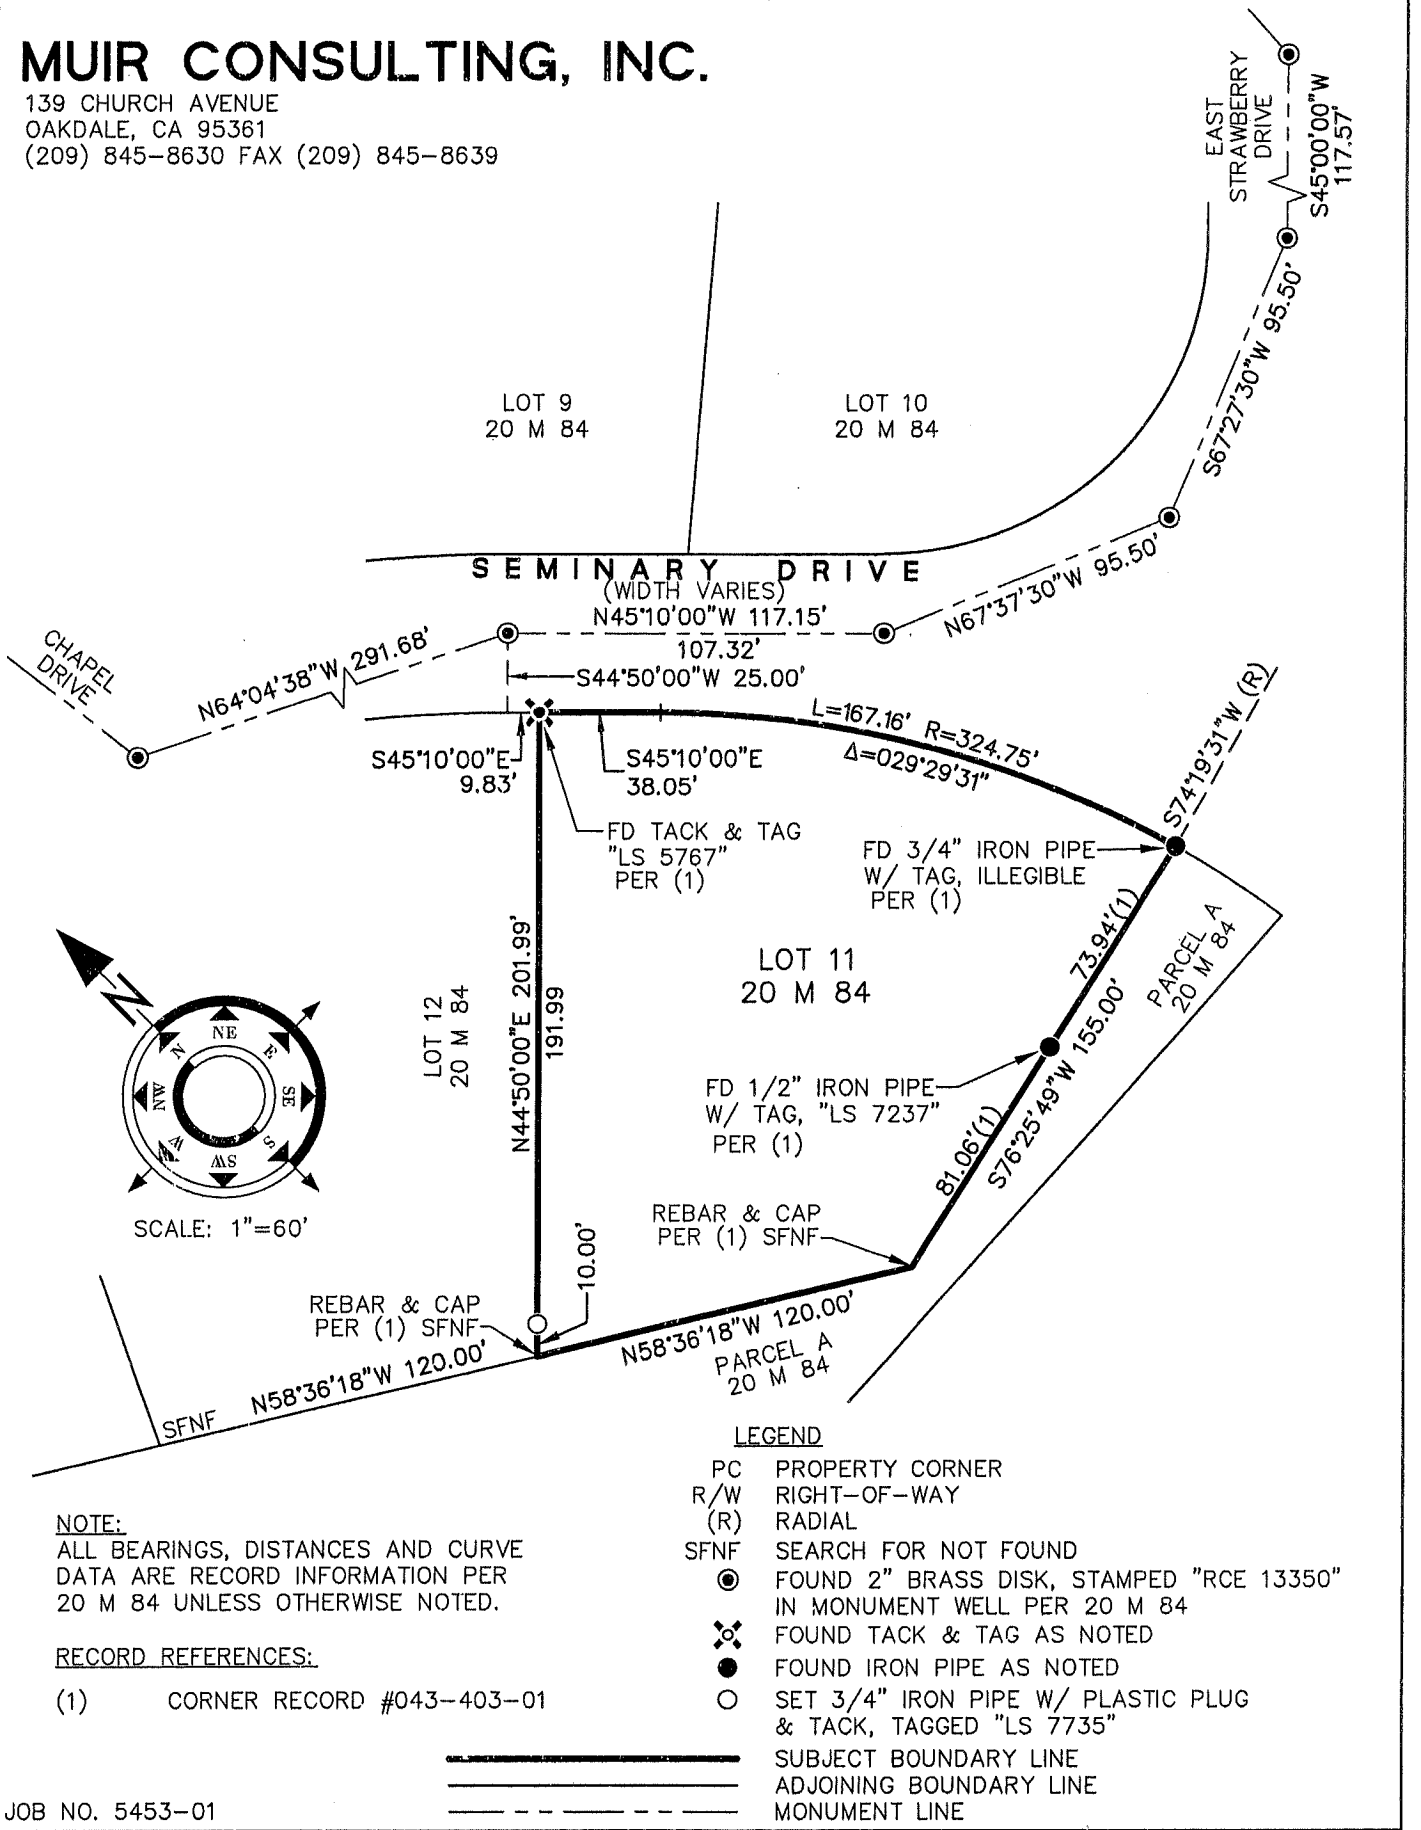 MUIR CONSULTING, INC.
139 CHURCH AVENUE
OAKDALE, CA 95361
(209) 845-8630 FAX (209) 845-8639
EAST
STRAWBERRY
DRIVE
S45°00'00"W
117.57'
S67°27'30"W 95.50'
LOT 9
20 M 84
LOT 10
20 M 84
SEMINARY DRIVE
(WIDTH VARIES)
N45°10'00"W 117.15'
107.32'
N67°37'30"W 95.50'
CHAPEL
DRIVE
N64°04'38"W 291.68'
S44°50'00"W 25.00'
L=167.16' R=324.75'
Δ=029°29'31"
S74°19'31"W (R)
S45°10'00"E
9.83'
S45°10'00"E
38.05'
FD TACK & TAG
"LS 5767"
PER (1)
FD 3/4" IRON PIPE
W/ TAG, ILLEGIBLE
PER (1)
73.94'(1)
PARCEL A
20 M 84
LOT 11
20 M 84
N44°50'00"E 201.99'
191.99
LOT 12
20 M 84
N
N
NE
E
SE
S
SW
W
NW
SCALE: 1"=60'
FD 1/2" IRON PIPE
W/ TAG, "LS 7237"
PER (1)
S76°25'49"W 155.00'
81.06'(1)
REBAR & CAP
PER (1) SFNF
10.00'
REBAR & CAP
PER (1) SFNF
N58°36'18"W 120.00'
PARCEL A
20 M 84
N58°36'18"W 120.00'
SFNF
LEGEND
PC PROPERTY CORNER
R/W RIGHT-OF-WAY
(R) RADIAL
SFNF SEARCH FOR NOT FOUND
FOUND 2" BRASS DISK, STAMPED "RCE 13350"
IN MONUMENT WELL PER 20 M 84
FOUND TACK & TAG AS NOTED
FOUND IRON PIPE AS NOTED
SET 3/4" IRON PIPE W/ PLASTIC PLUG
& TACK, TAGGED "LS 7735"
SUBJECT BOUNDARY LINE
ADJOINING BOUNDARY LINE
MONUMENT LINE
NOTE:
ALL BEARINGS, DISTANCES AND CURVE
DATA ARE RECORD INFORMATION PER
20 M 84 UNLESS OTHERWISE NOTED.
RECORD REFERENCES:
(1) CORNER RECORD #043-403-01
JOB NO. 5453-01